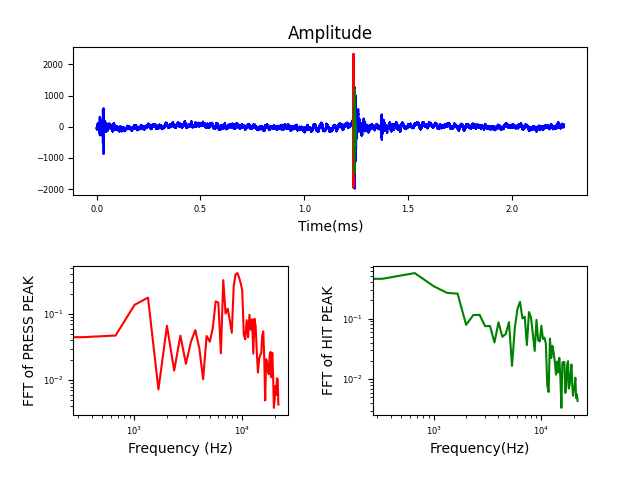 Amplitude
2000
1000
0
−1000
−2000
0.0 0.5 1.0 1.5 2.0
Time(ms)
FFT of PRESS PEAK
10⁻¹
10⁻²
10³ 10⁴
Frequency (Hz)
FFT of HIT PEAK
10⁻¹
10⁻²
10³ 10⁴
Frequency(Hz)